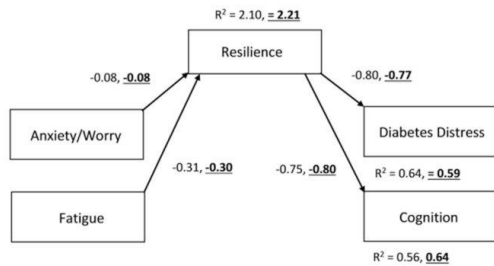 R² = 2.10, = 2.21
Resilience
-0.08, -0.08
-0.80, -0.77
Anxiety/Worry
Diabetes Distress
-0.31, -0.30
-0.75, -0.80
R² = 0.64, = 0.59
Fatigue
Cognition
R² = 0.56, 0.64